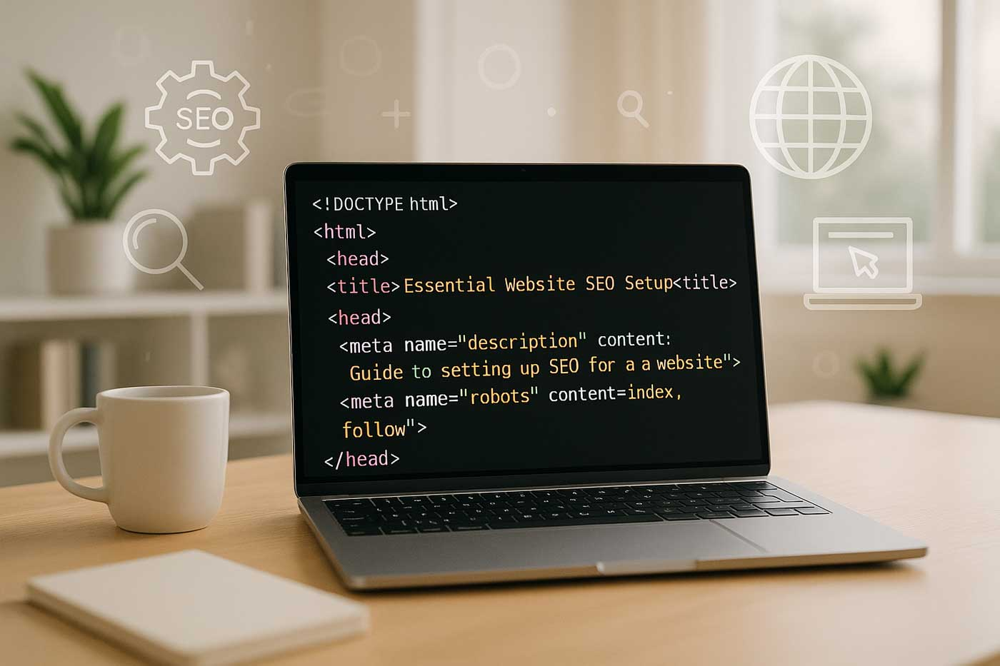 SEO
<!DOCTYPE html>
<html>
<head>
<title>Essential Website SEO Setup<title>
<head>
<meta name="description" content:
Guide to setting up SEO for a a website">
<meta name="robots" content=index,
follow">
</head>